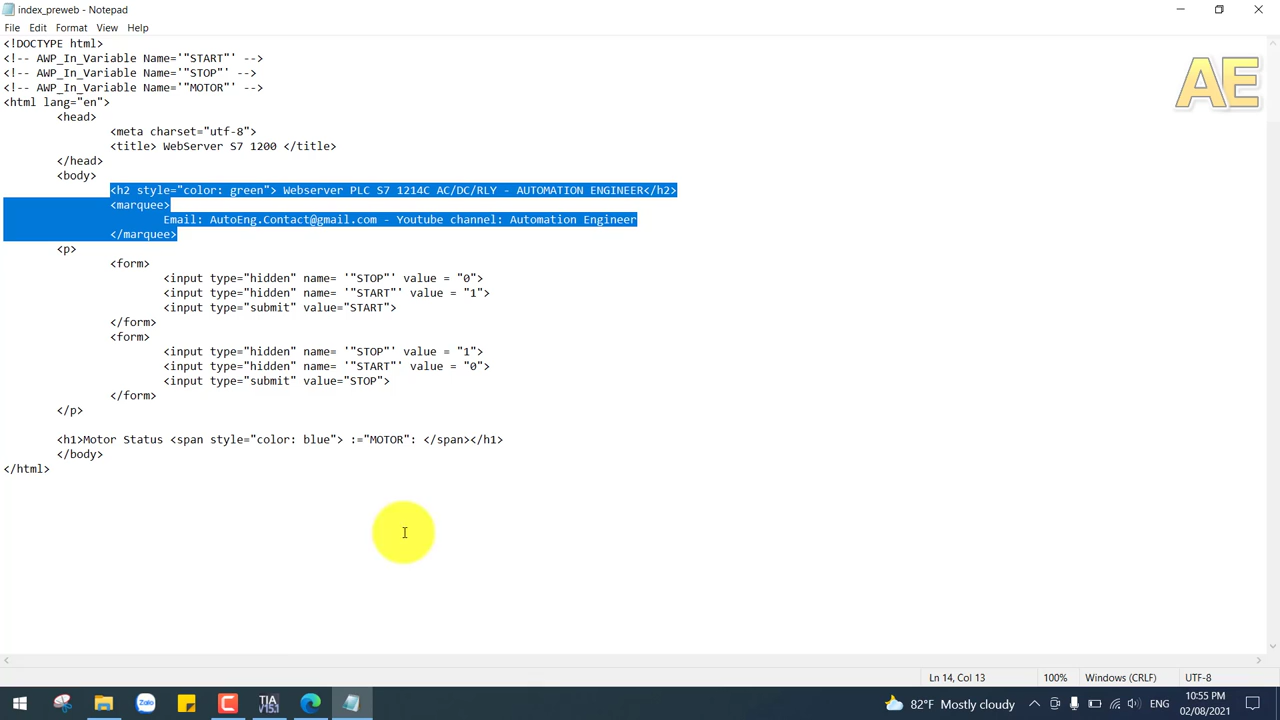 index_preweb - Notepad
File Edit Format View Help
<!DOCTYPE html>
<!-- AWP_In_Variable Name='"START"' -->
<!-- AWP_In_Variable Name='"STOP"' -->
<!-- AWP_In_Variable Name='"MOTOR"' -->
<html lang="en">
<head>
<meta charset="utf-8">
<title> WebServer S7 1200 </title>
</head>
<body>
<h2 style="color: green"> Webserver PLC S7 1214C AC/DC/RLY - AUTOMATION ENGINEER</h2>
<marquee>
Email: AutoEng.Contact@gmail.com - Youtube channel: Automation Engineer
</marquee>
<p>
<form>
<input type="hidden" name= '"STOP"' value = "0">
<input type="hidden" name= '"START"' value = "1">
<input type="submit" value="START">
</form>
<form>
<input type="hidden" name= '"STOP"' value = "1">
<input type="hidden" name= '"START"' value = "0">
<input type="submit" value="STOP">
</form>
</p>
<h1>Motor Status <span style="color: blue"> :="MOTOR": </span></h1>
</body>
</html>
AE
Ln 14, Col 13 100% Windows (CRLF) UTF-8
Zalo TIA V15.1 82°F Mostly cloudy ENG 10:55 PM
02/08/2021